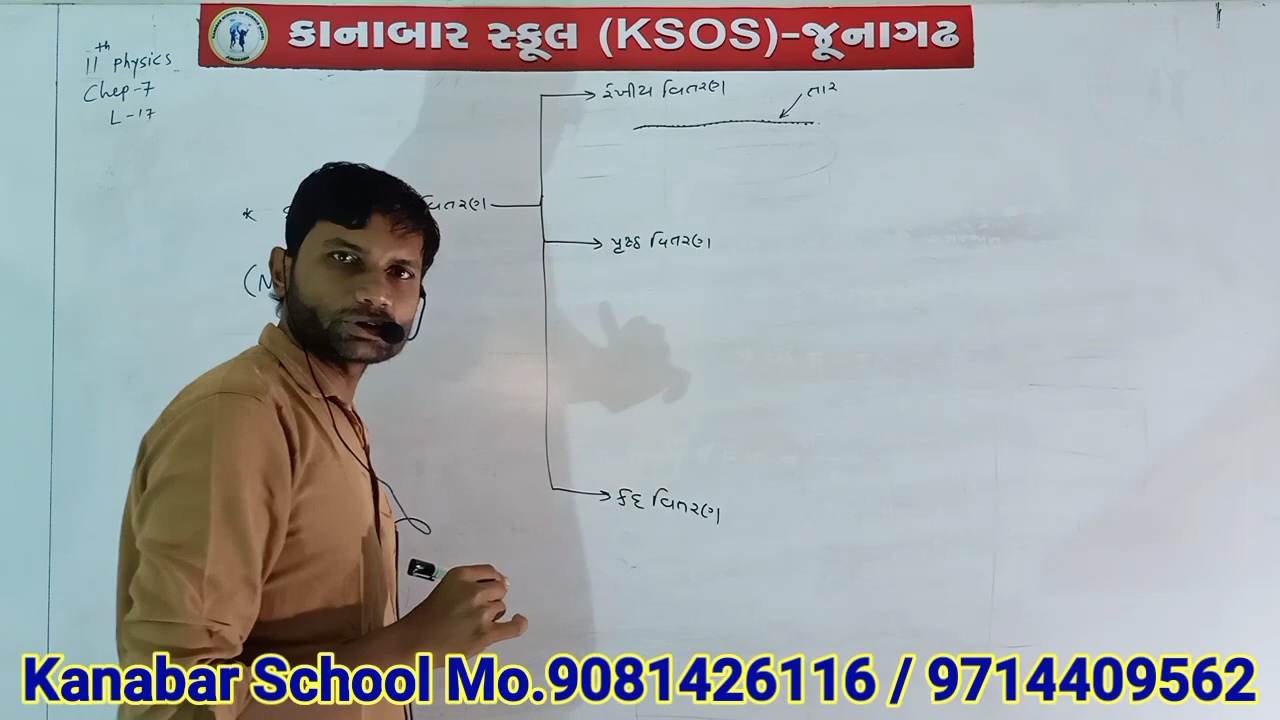 કાનાબાર સ્કૂલ (KSOS)-જૂનાગઢ
11th Physics
Chep-7
L-17
રેખીય વિતરણ
તાર
* વિતરણ
પૃષ્ઠ વિતરણ
(N
કદ વિતરણ
Kanabar School Mo.9081426116 / 9714409562